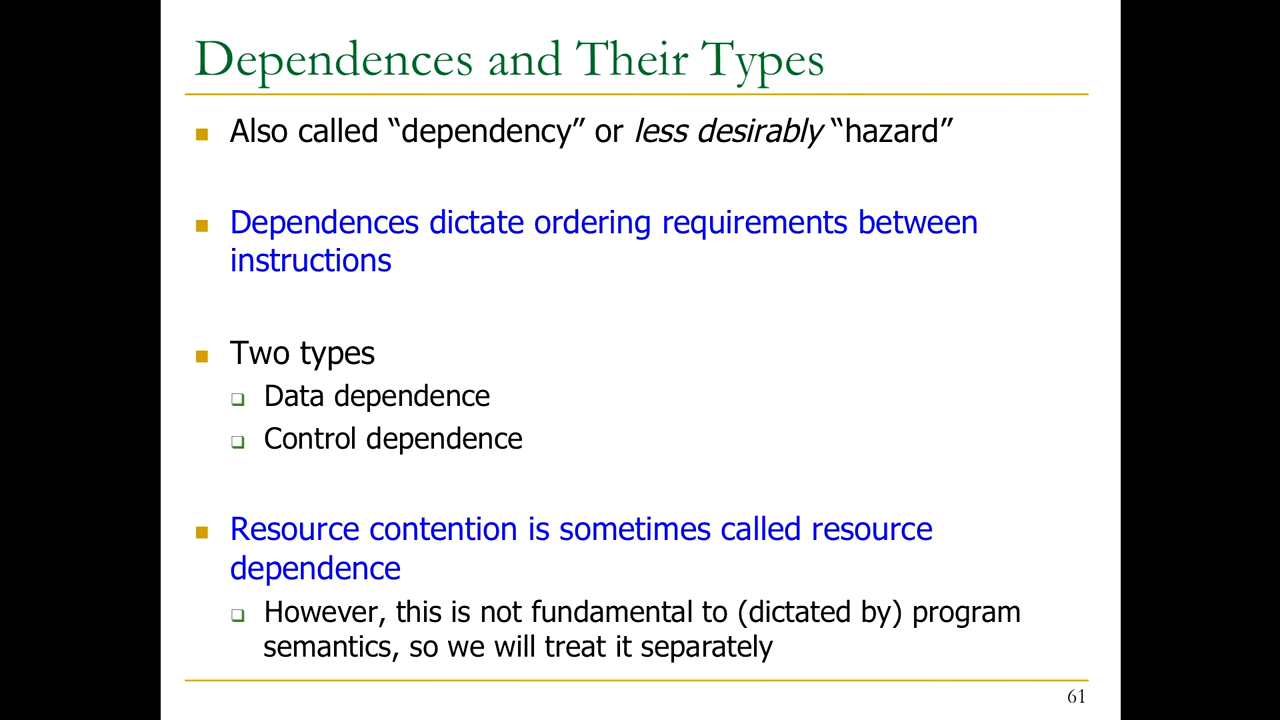 Dependences and Their Types
Also called “dependency” or less desirably “hazard”
Dependences dictate ordering requirements between
instructions
Two types
Data dependence
Control dependence
Resource contention is sometimes called resource
dependence
However, this is not fundamental to (dictated by) program
semantics, so we will treat it separately
61